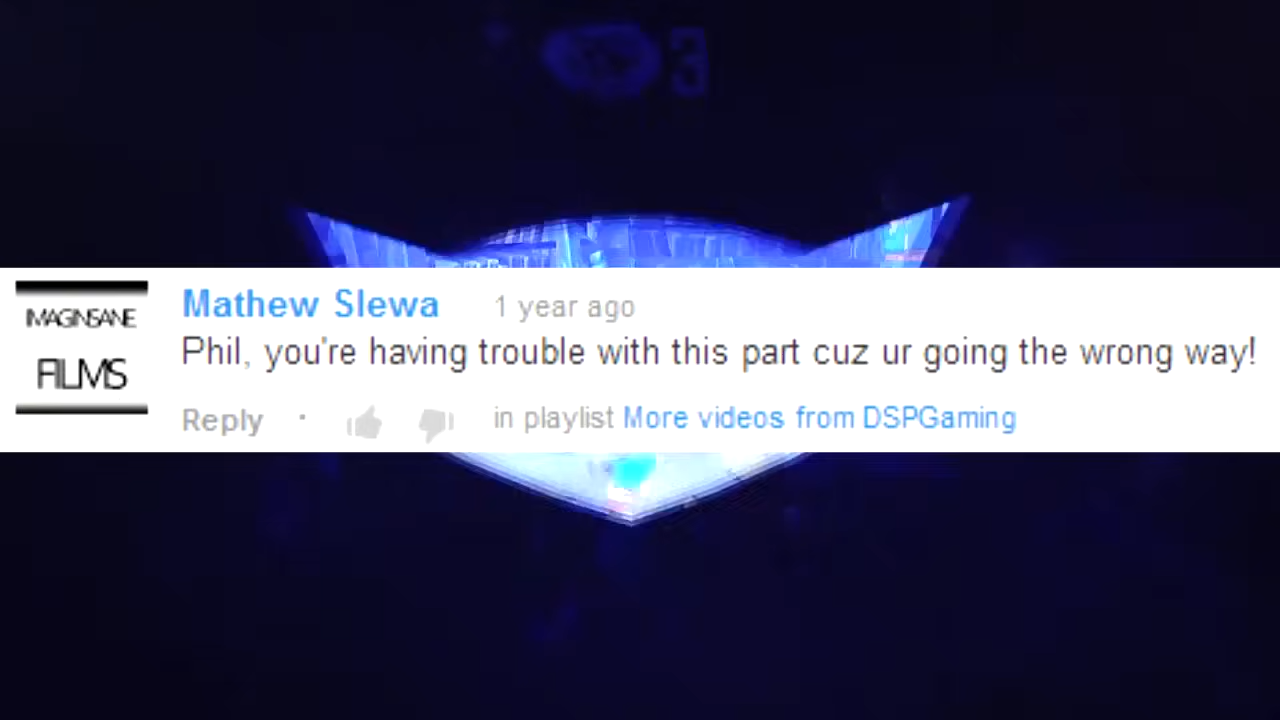 3
IMAGINSANE
FILMS
Mathew Slewa 1 year ago
Phil, you're having trouble with this part cuz ur going the wrong way!
Reply · in playlist More videos from DSPGaming